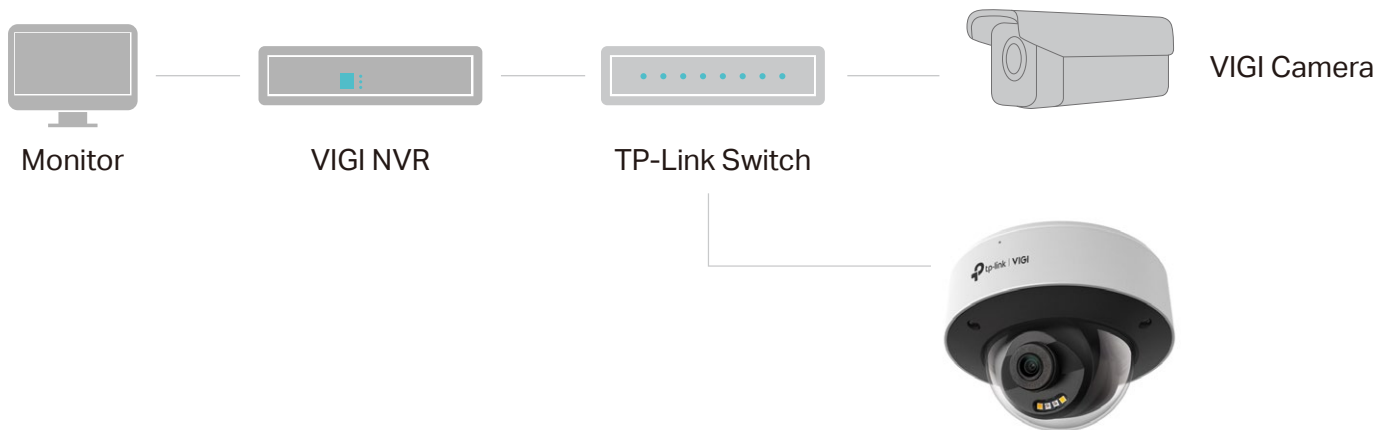 VIGI Camera
Monitor
VIGI NVR
TP-Link Switch
tp-link | VIGI